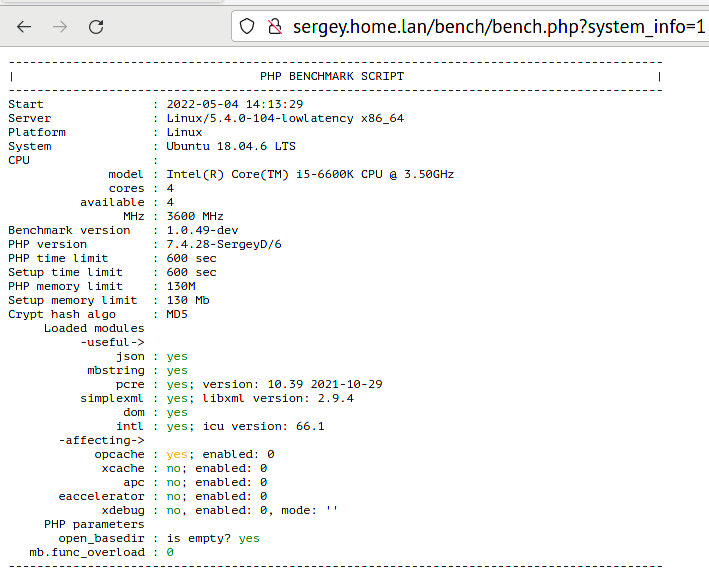 sergey.home.lan/bench/bench.php?system_info=1
-------------------------------------------------------------------------------------------
|                                  PHP BENCHMARK SCRIPT                                   |
-------------------------------------------------------------------------------------------
Start               : 2022-05-04 14:13:29
Server              : Linux/5.4.0-104-lowlatency x86_64
Platform            : Linux
System              : Ubuntu 18.04.6 LTS
CPU                 :
              model : Intel(R) Core(TM) i5-6600K CPU @ 3.50GHz
              cores : 4
          available : 4
                MHz : 3600 MHz
Benchmark version   : 1.0.49-dev
PHP version         : 7.4.28-SergeyD/6
PHP time limit      : 600 sec
Setup time limit    : 600 sec
PHP memory limit    : 130M
Setup memory limit  : 130 Mb
Crypt hash algo     : MD5
     Loaded modules
          -useful->
               json : yes
           mbstring : yes
               pcre : yes; version: 10.39 2021-10-29
          simplexml : yes; libxml version: 2.9.4
                dom : yes
               intl : yes; icu version: 66.1
       -affecting->
            opcache : yes; enabled: 0
             xcache : no; enabled: 0
                apc : no; enabled: 0
       eaccelerator : no; enabled: 0
             xdebug : no, enabled: 0, mode: ''
     PHP parameters
       open_basedir : is empty? yes
   mb.func_overload : 0
-------------------------------------------------------------------------------------------